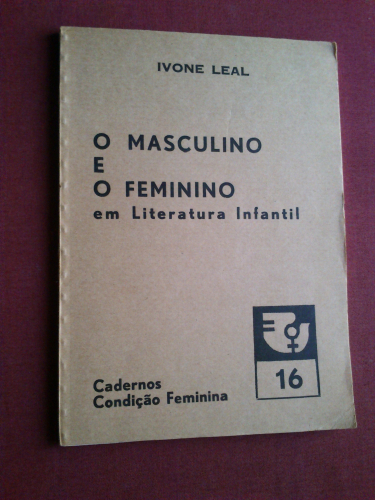 IVONE LEAL
O MASCULINO
E
O FEMININO
em Literatura Infantil
16
Cadernos
Condição Feminina